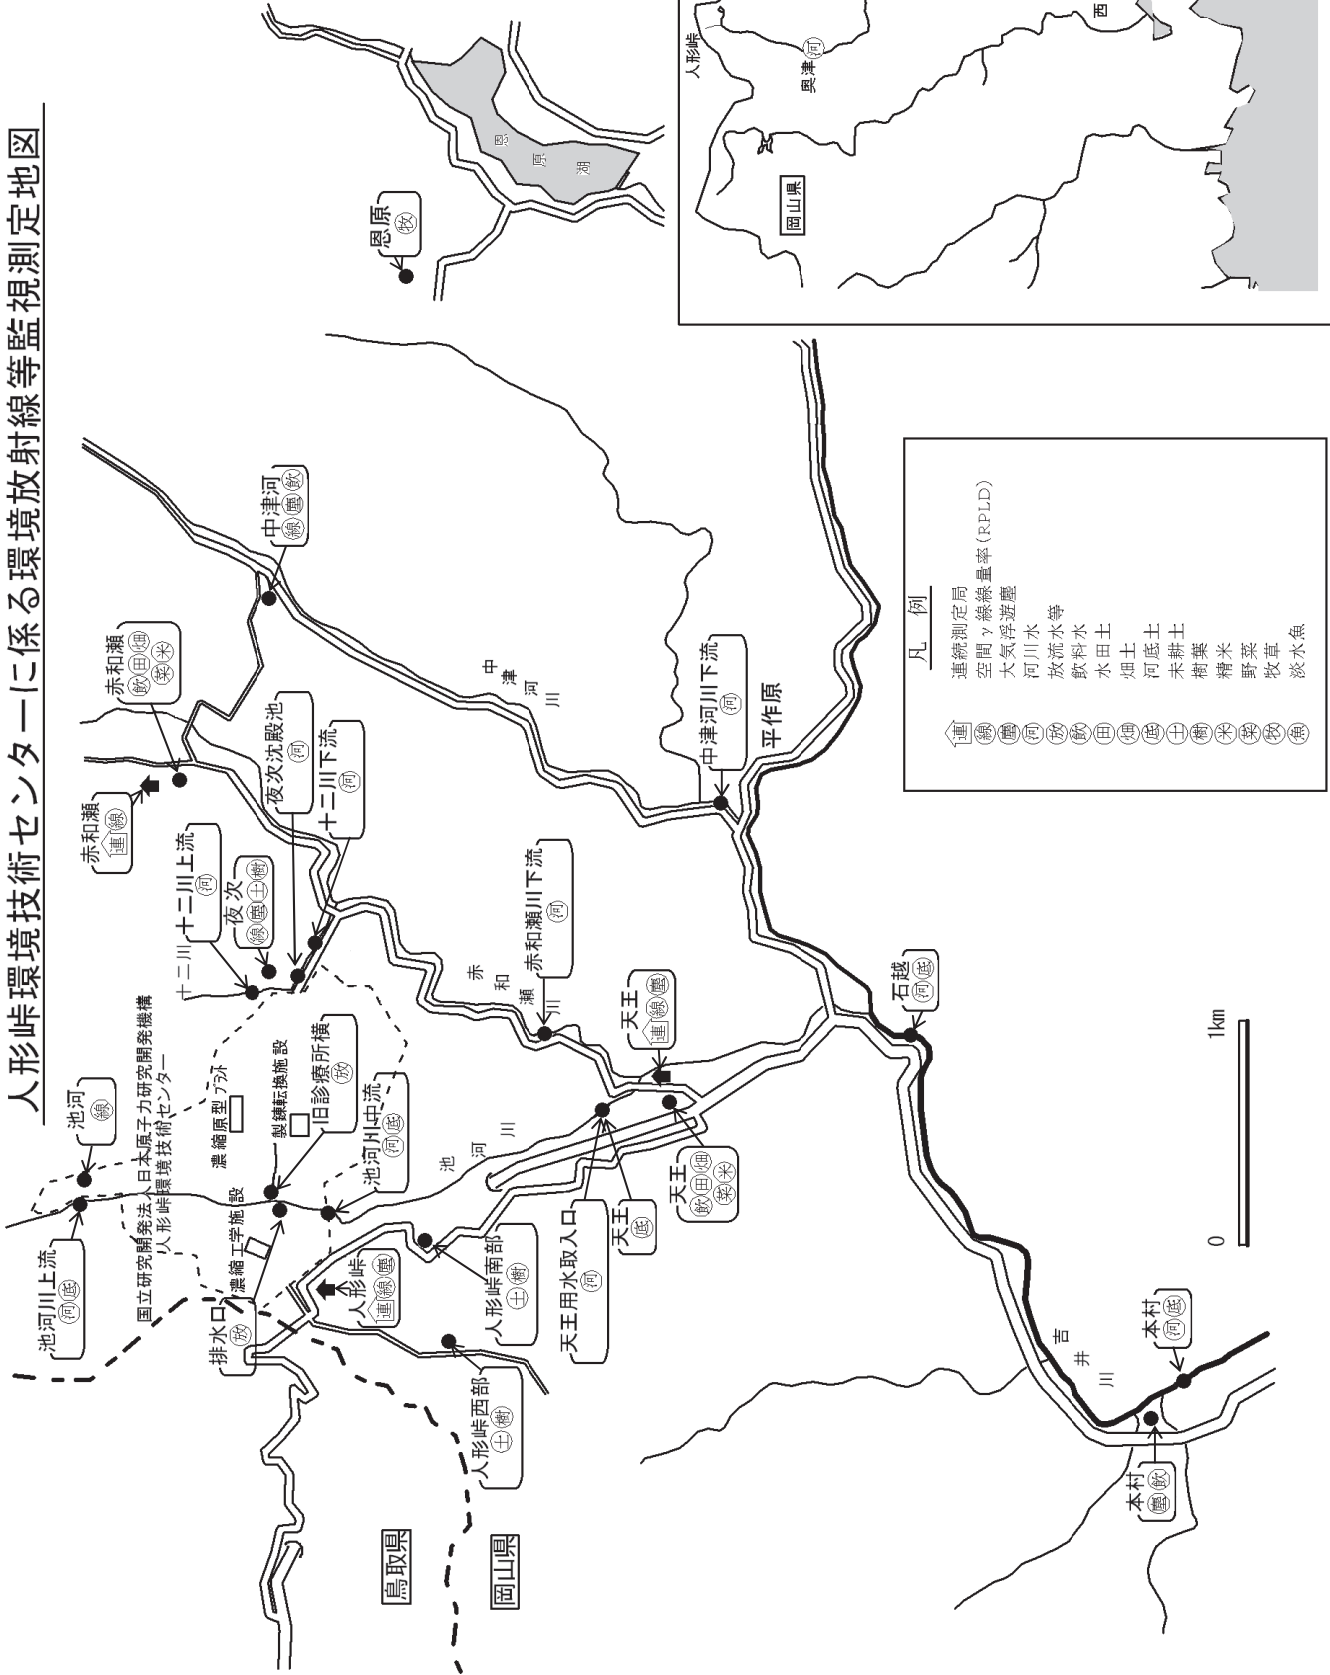 人形峠環境技術センターに係る環境放射線等監視測定地図
恩原
牧
恩
原
湖
人形峠
奥津
河
西
岡山県
中津河
線塵飲
赤和瀬
飲田畑
菜米
赤和瀬
連線
夜次沈殿池
河
十二川下流
河
十二川上流
河
夜次
線塵土樹
十二川
中
津
河
川
中津河川下流
河
平作原
赤和瀬川下流
河
赤
和
瀬
川
天王
連線塵
石越
河底
池河
線
国立研究開発法人日本原子力研究開発機構
人形峠環境技術センター
濃縮原型プラント
製錬転換施設
旧診療所横
放
池河川中流
河底
池
河
川
池河川上流
河底
濃縮工学施設
排水口
放
人形峠
連線塵
人形峠南部
土樹
人形峠西部
土樹
天王用水取入口
河
天王
底
天王
飲田畑
菜米
鳥取県
岡山県
吉
井
川
本村
河底
本村
塵飲
0
1km
凡 例
連 連続測定局
線 空間γ線線量率(RPLD)
塵 大気浮遊塵
河 河川水
放 放流水等
飲 飲料水
田 水田土
畑 畑土
底 河底土
土 未耕土
樹 樹葉
米 精米
菜 野菜
牧 牧草
魚 淡水魚